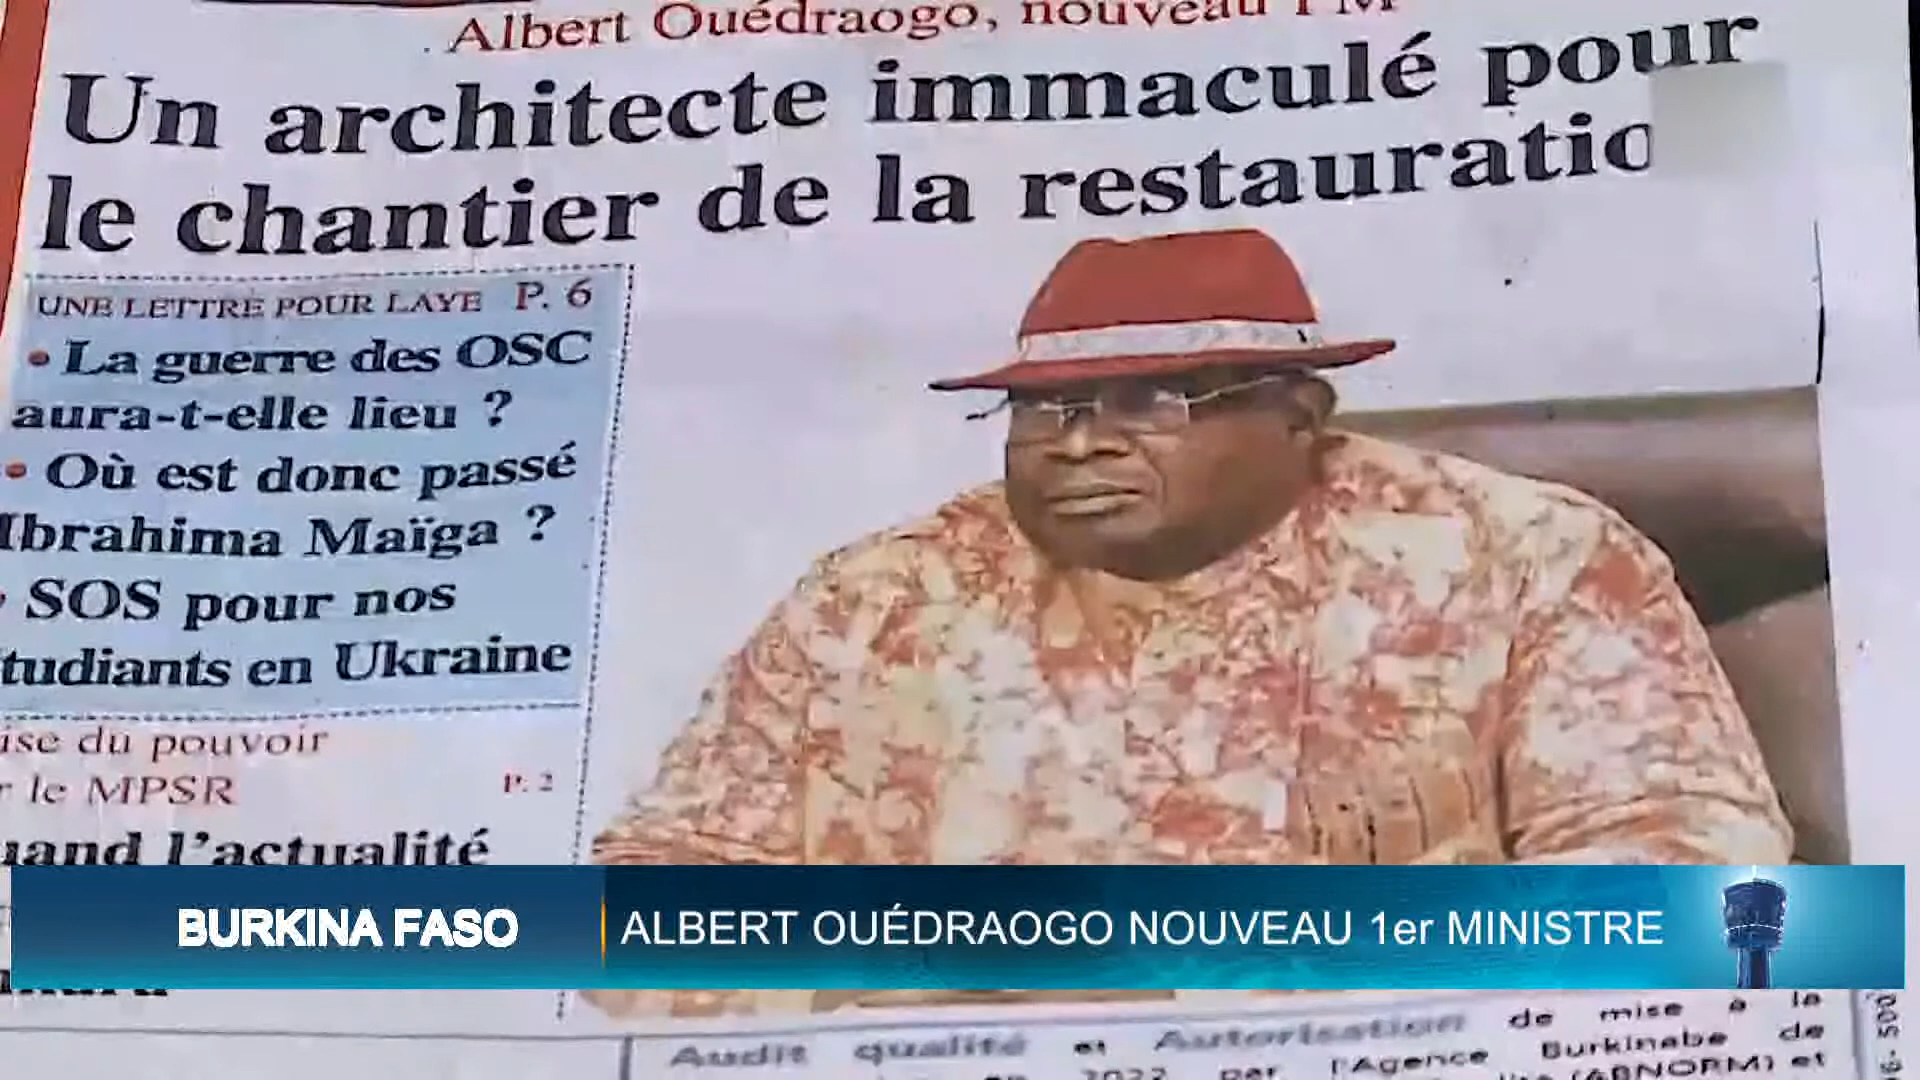 Albert Ouédraogo, nouveau PM
Un architecte immaculé pour
le chantier de la restauratio
UNE LETTRE POUR LAYE P. 6
• La guerre des OSC
aura-t-elle lieu ?
• Où est donc passé
Ibrahima Maïga ?
SOS pour nos
tudiants en Ukraine
ise du pouvoir
r le MPSR P. 2
uand l'actualité
BURKINA FASO
ALBERT OUÉDRAOGO NOUVEAU 1er MINISTRE
Audit qualité et Autorisation de mise à la
2022 par l'Agence Burkinabe de
(ABNORM) et